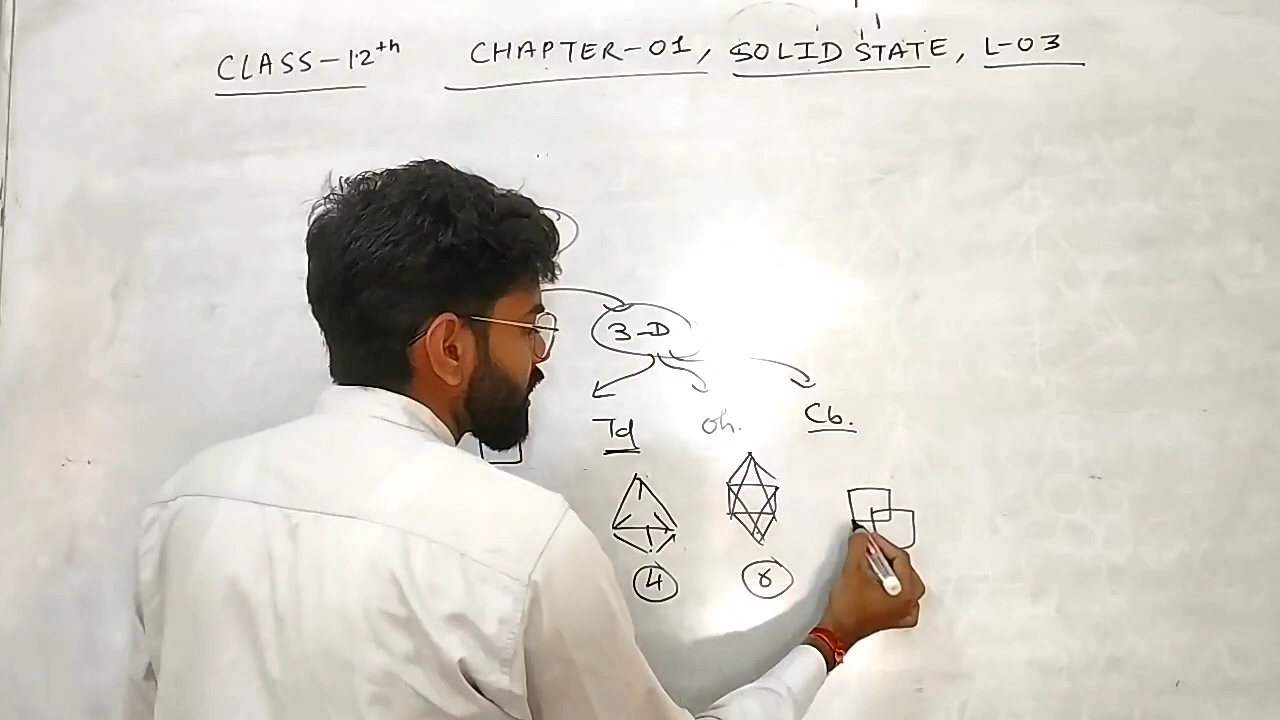 CLASS-12th CHAPTER-01, SOLID STATE, L-03
3-D
Td Oh. Cb.
4 8